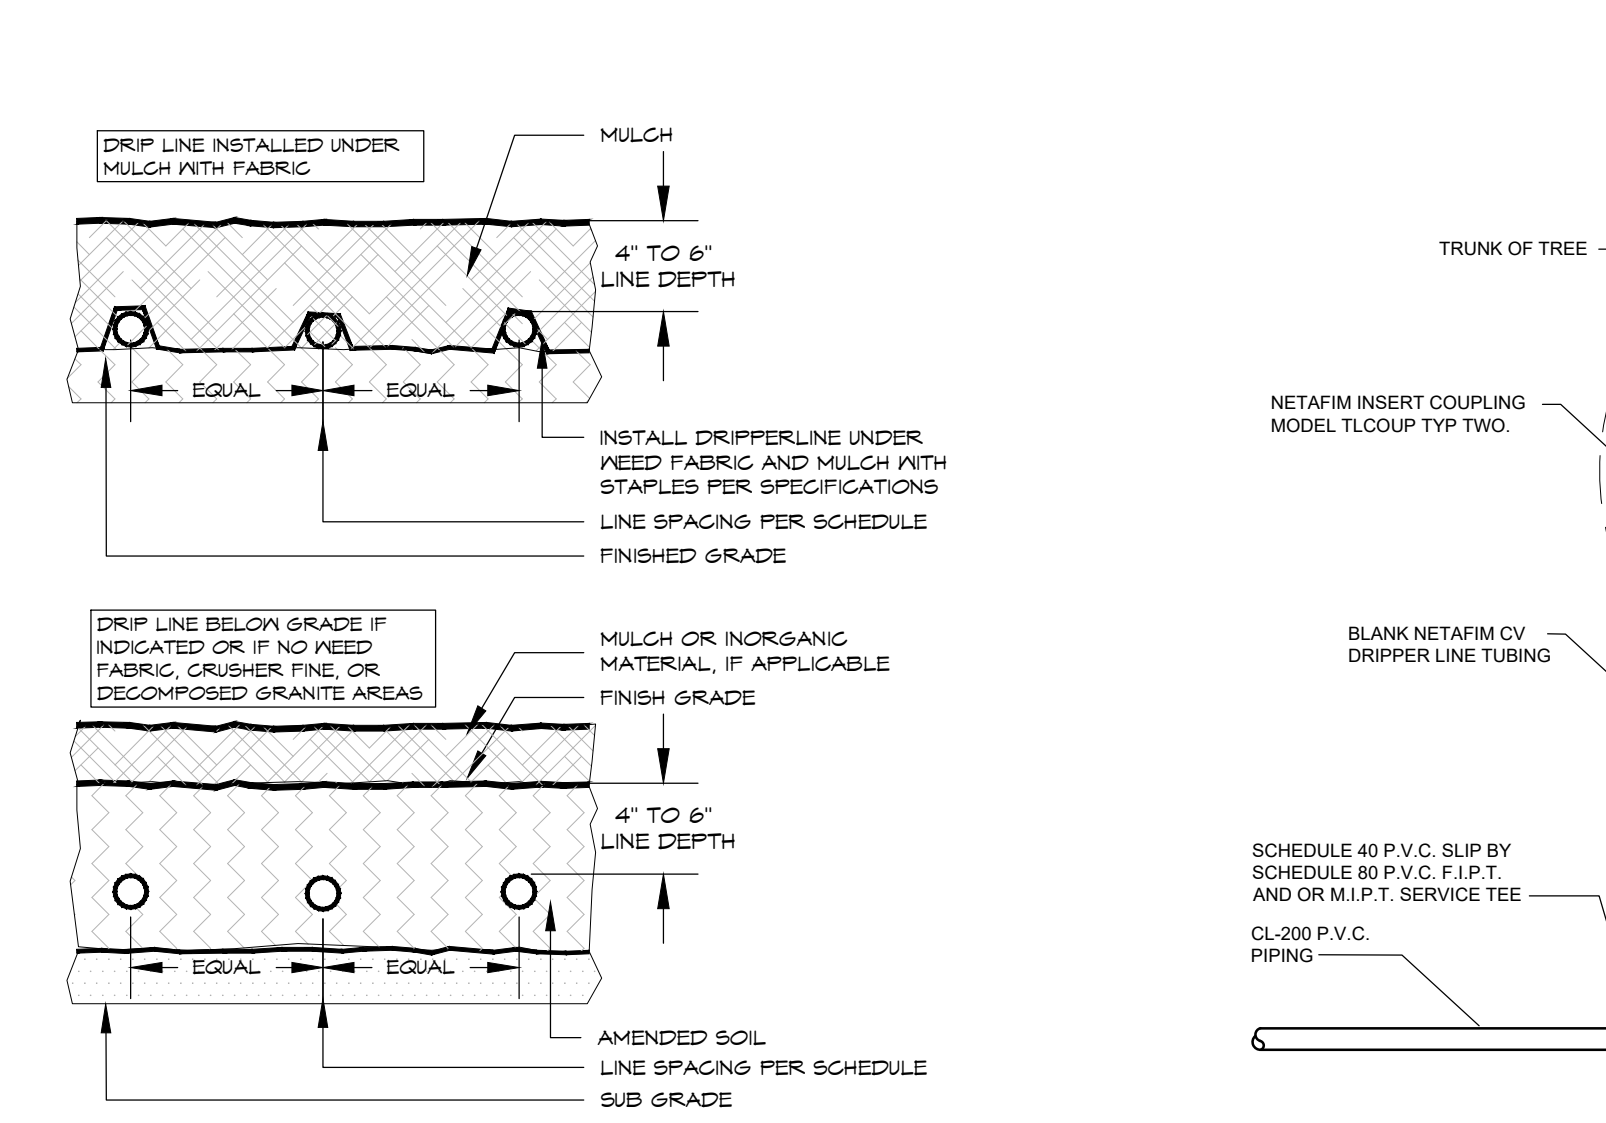 DRIP LINE INSTALLED UNDER
MULCH WITH FABRIC
MULCH
4" TO 6"
LINE DEPTH
EQUAL
EQUAL
INSTALL DRIPPERLINE UNDER
WEED FABRIC AND MULCH WITH
STAPLES PER SPECIFICATIONS
LINE SPACING PER SCHEDULE
FINISHED GRADE
DRIP LINE BELOW GRADE IF
INDICATED OR IF NO WEED
FABRIC, CRUSHER FINE, OR
DECOMPOSED GRANITE AREAS
MULCH OR INORGANIC
MATERIAL, IF APPLICABLE
FINISH GRADE
4" TO 6"
LINE DEPTH
EQUAL
EQUAL
AMENDED SOIL
LINE SPACING PER SCHEDULE
SUB GRADE
TRUNK OF TREE
NETAFIM INSERT COUPLING
MODEL TLCOUP TYP TWO.
BLANK NETAFIM CV
DRIPPER LINE TUBING
SCHEDULE 40 P.V.C. SLIP BY
SCHEDULE 80 P.V.C. F.I.P.T.
AND OR M.I.P.T. SERVICE TEE
CL-200 P.V.C.
PIPING